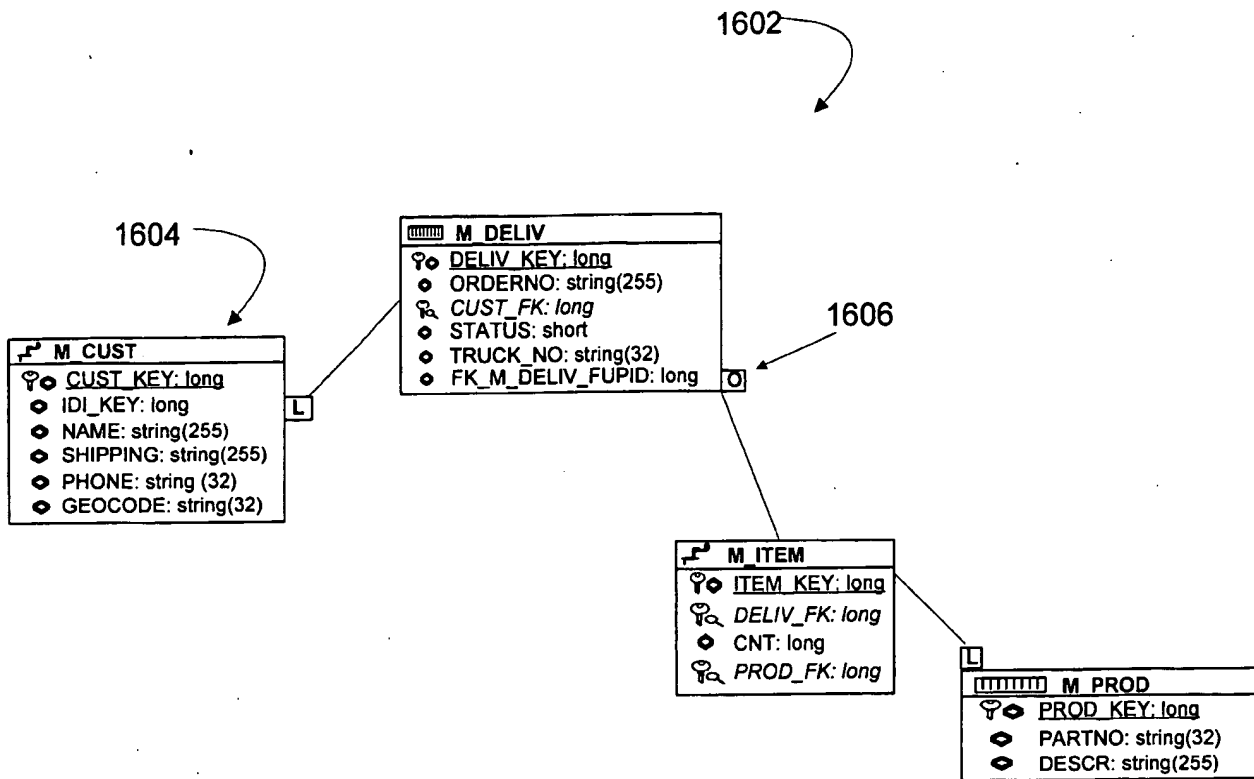 1602
1604
M_DELIV
DELIV_KEY: long
ORDERNO: string(255)
CUST_FK: long
STATUS: short
TRUCK_NO: string(32)
FK_M_DELIV_FUPID: long
1606
O
M_CUST
CUST_KEY: long
IDI_KEY: long
NAME: string(255)
SHIPPING: string(255)
PHONE: string (32)
GEOCODE: string(32)
L
M_ITEM
ITEM_KEY: long
DELIV_FK: long
CNT: long
PROD_FK: long
L
M_PROD
PROD_KEY: long
PARTNO: string(32)
DESCR: string(255)